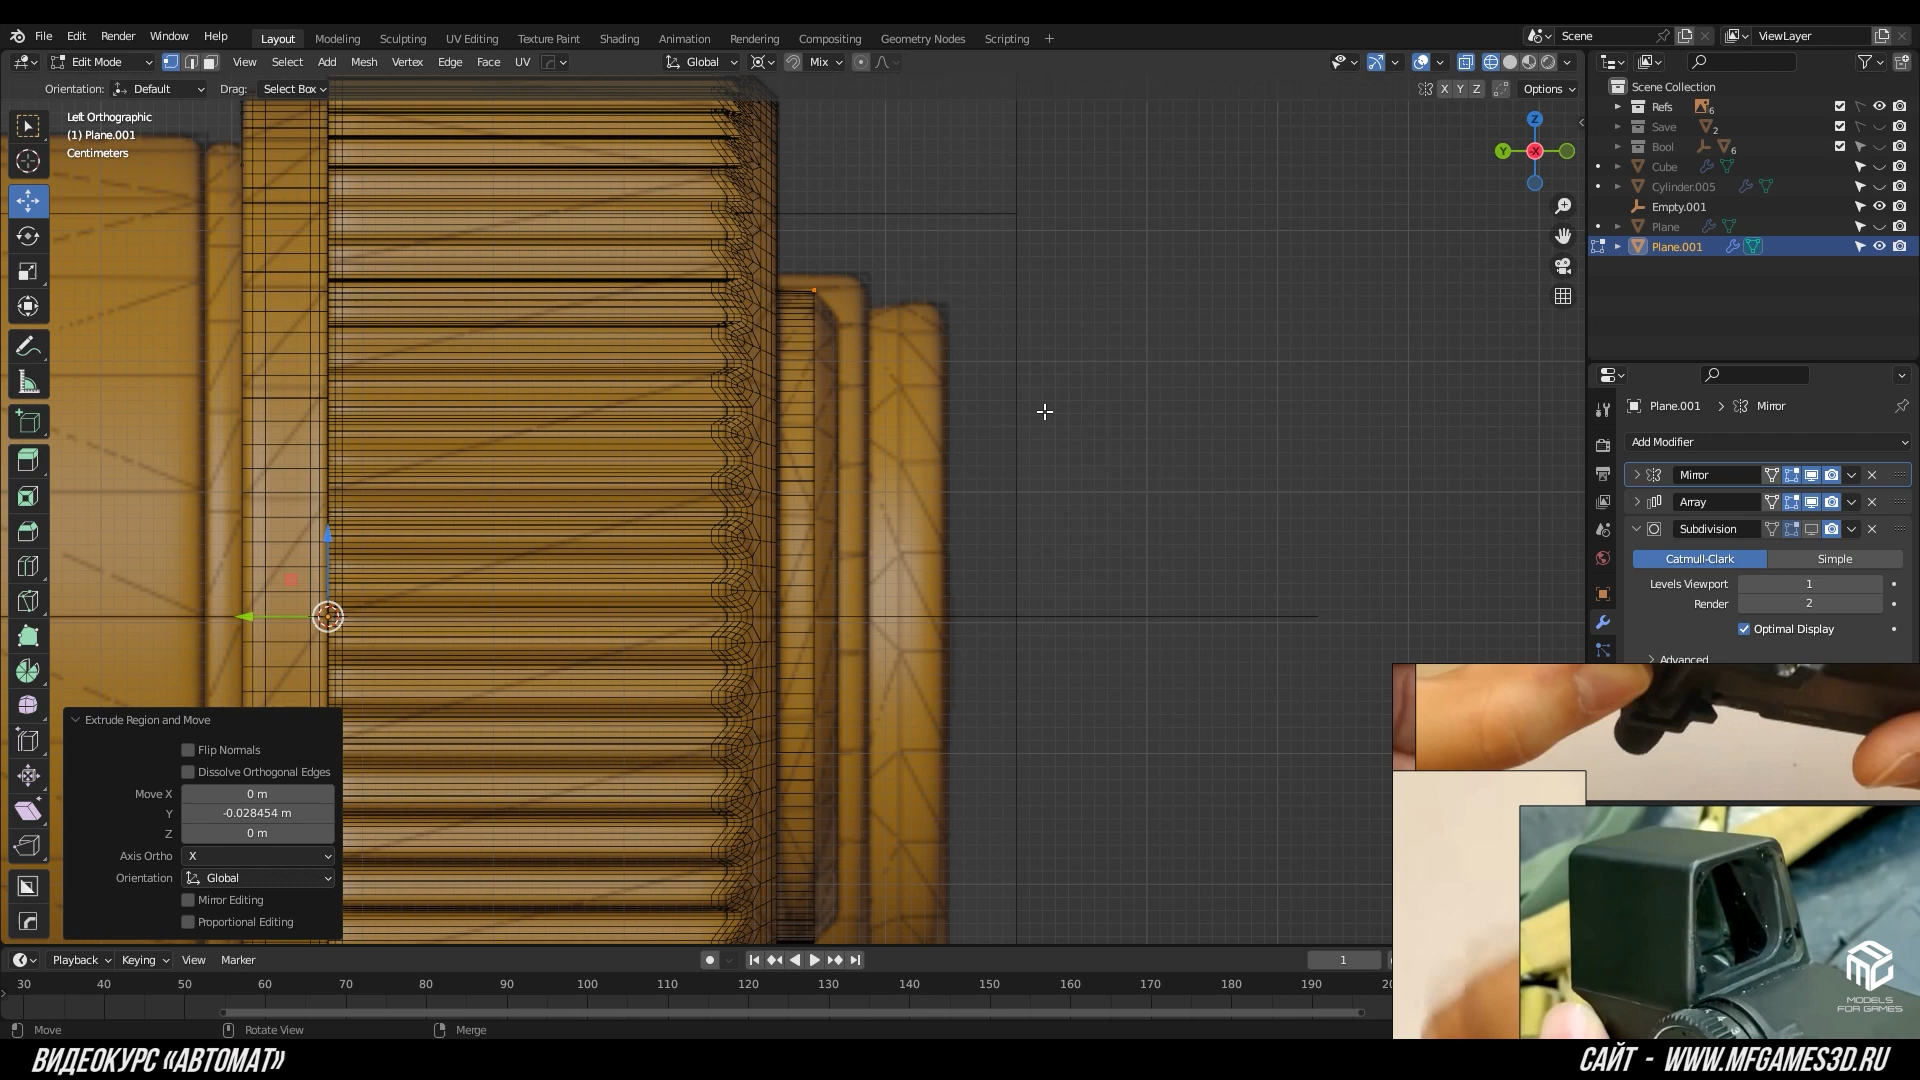 File Edit Render Window Help Layout Modeling Sculpting UV Editing Texture Paint Shading Animation Rendering Compositing Geometry Nodes Scripting + Scene ViewLayer
Edit Mode View Select Add Mesh Vertex Edge Face UV Global Mix
Orientation: Default Drag: Select Box X Y Z Options
Left Orthographic
(1) Plane.001
Centimeters
Z
Y
-X
Scene Collection
Refs 6
Save 2
Bool 6
Cube
Cylinder.005
Empty.001
Plane
Plane.001
Plane.001 > Mirror
Add Modifier
Mirror
Array
Subdivision
Catmull-Clark Simple
Levels Viewport 1
Render 2
Optimal Display
Advanced
Extrude Region and Move
Flip Normals
Dissolve Orthogonal Edges
Move X 0 m
Y -0.028454 m
Z 0 m
Axis Ortho X
Orientation Global
Mirror Editing
Proportional Editing
Playback Keying View Marker 1
30 40 50 60 70 80 90 100 110 120 130 140 150 160 170 180 190 20
Move Rotate View Merge
MODELS
FOR GAMES
ВИДЕОКУРС «АВТОМАТ»
САЙТ - WWW.MFGAMES3D.RU